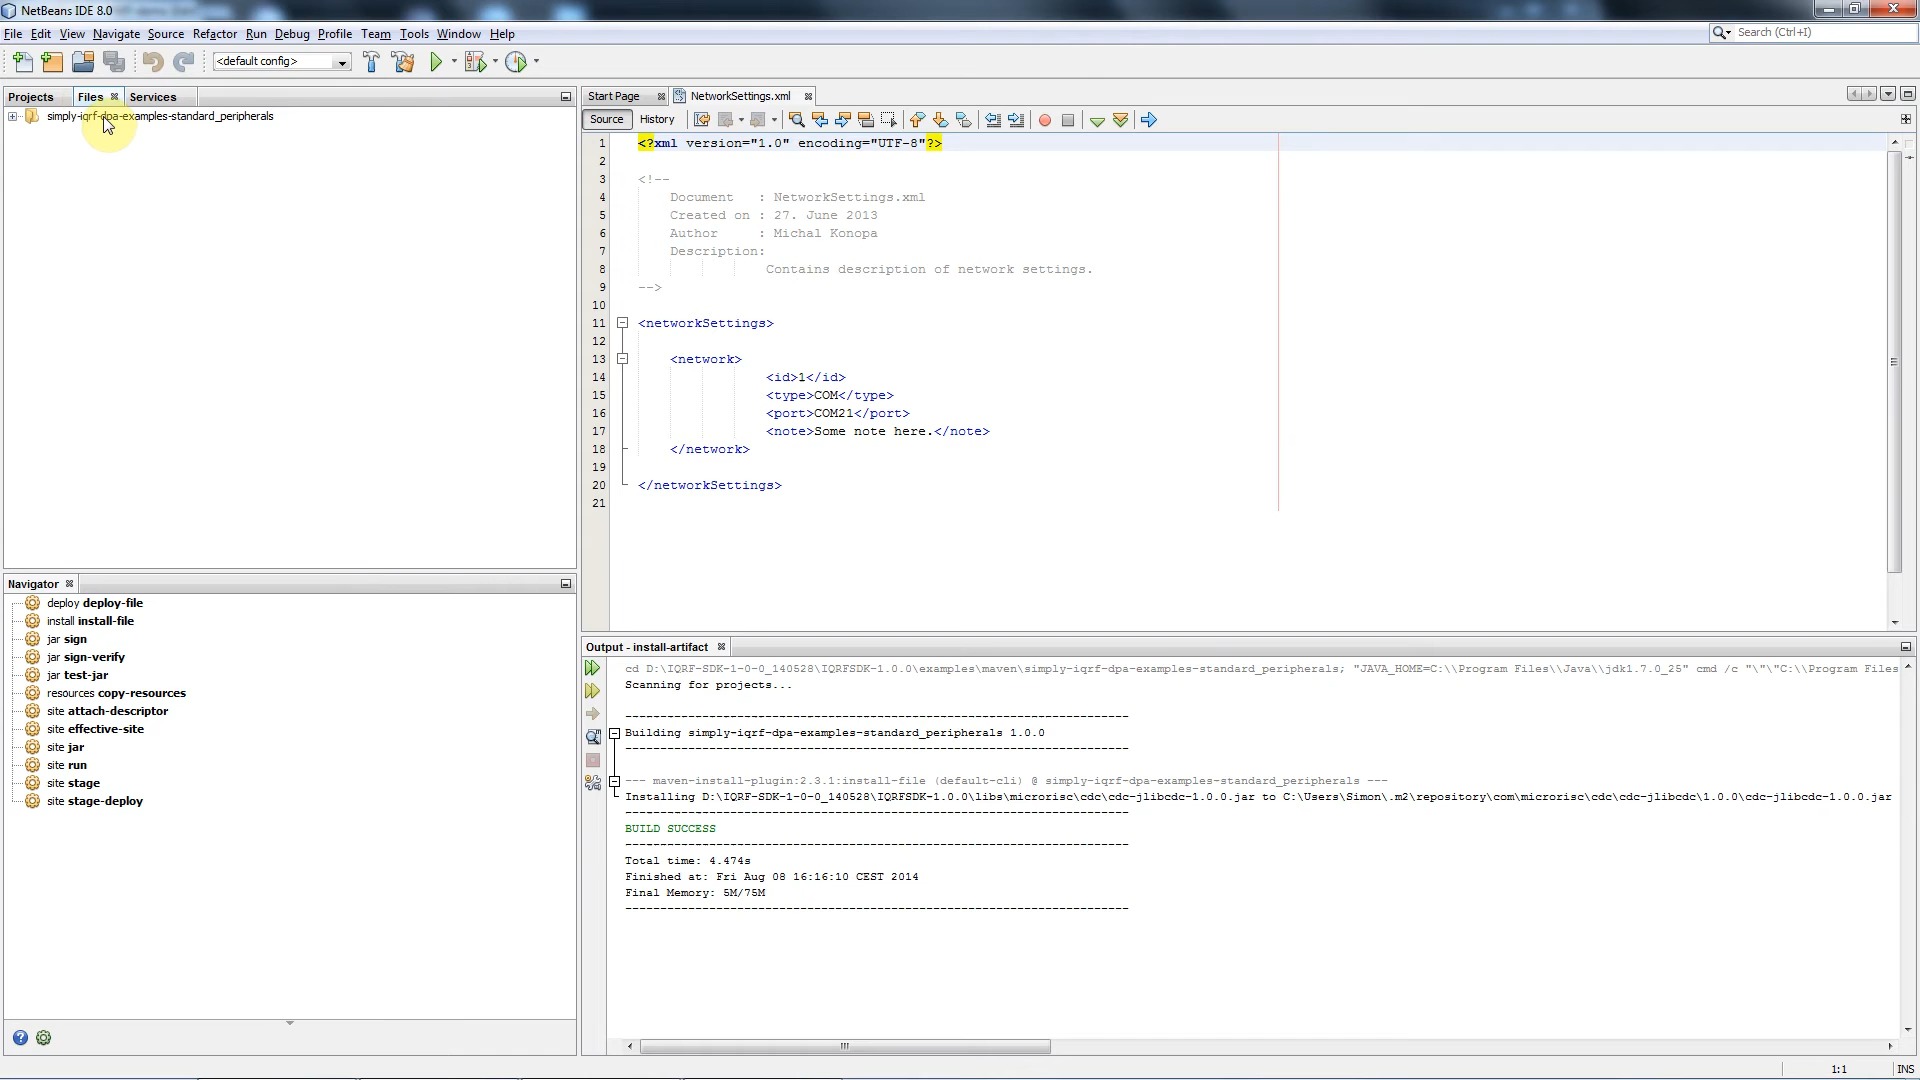 NetBeans IDE 8.0
File Edit View Navigate Source Refactor Run Debug Profile Team Tools Window Help
Search (Ctrl+I)
<default config>
Projects Files Services
simply-iqrf-dpa-examples-standard_peripherals
Start Page NetworkSettings.xml
Source History
1 <?xml version="1.0" encoding="UTF-8"?>
2
3 <!--
4 Document : NetworkSettings.xml
5 Created on : 27. June 2013
6 Author : Michal Konopa
7 Description:
8 Contains description of network settings.
9 -->
10
11 <networkSettings>
12
13 <network>
14 <id>1</id>
15 <type>COM</type>
16 <port>COM21</port>
17 <note>Some note here.</note>
18 </network>
19
20 </networkSettings>
21
Navigator
deploy deploy-file
install install-file
jar sign
jar sign-verify
jar test-jar
resources copy-resources
site attach-descriptor
site effective-site
site jar
site run
site stage
site stage-deploy
Output - install-artifact
cd D:\IQRF-SDK-1-0-0_140528\IQRFSDK-1.0.0\examples\maven\simply-iqrf-dpa-examples-standard_peripherals; "JAVA_HOME=C:\\Program Files\\Java\\jdk1.7.0_25" cmd /c "\"\"C:\\Program Files
Scanning for projects...
------------------------------------------------------------------------
Building simply-iqrf-dpa-examples-standard_peripherals 1.0.0
------------------------------------------------------------------------
--- maven-install-plugin:2.3.1:install-file (default-cli) @ simply-iqrf-dpa-examples-standard_peripherals ---
Installing D:\IQRF-SDK-1-0-0_140528\IQRFSDK-1.0.0\libs\microrisc\cdc\cdc-jlibcdc-1.0.0.jar to C:\Users\Simon\.m2\repository\com\microrisc\cdc\cdc-jlibcdc\1.0.0\cdc-jlibcdc-1.0.0.jar
------------------------------------------------------------------------
BUILD SUCCESS
------------------------------------------------------------------------
Total time: 4.474s
Finished at: Fri Aug 08 16:16:10 CEST 2014
Final Memory: 5M/75M
------------------------------------------------------------------------
1:1 INS